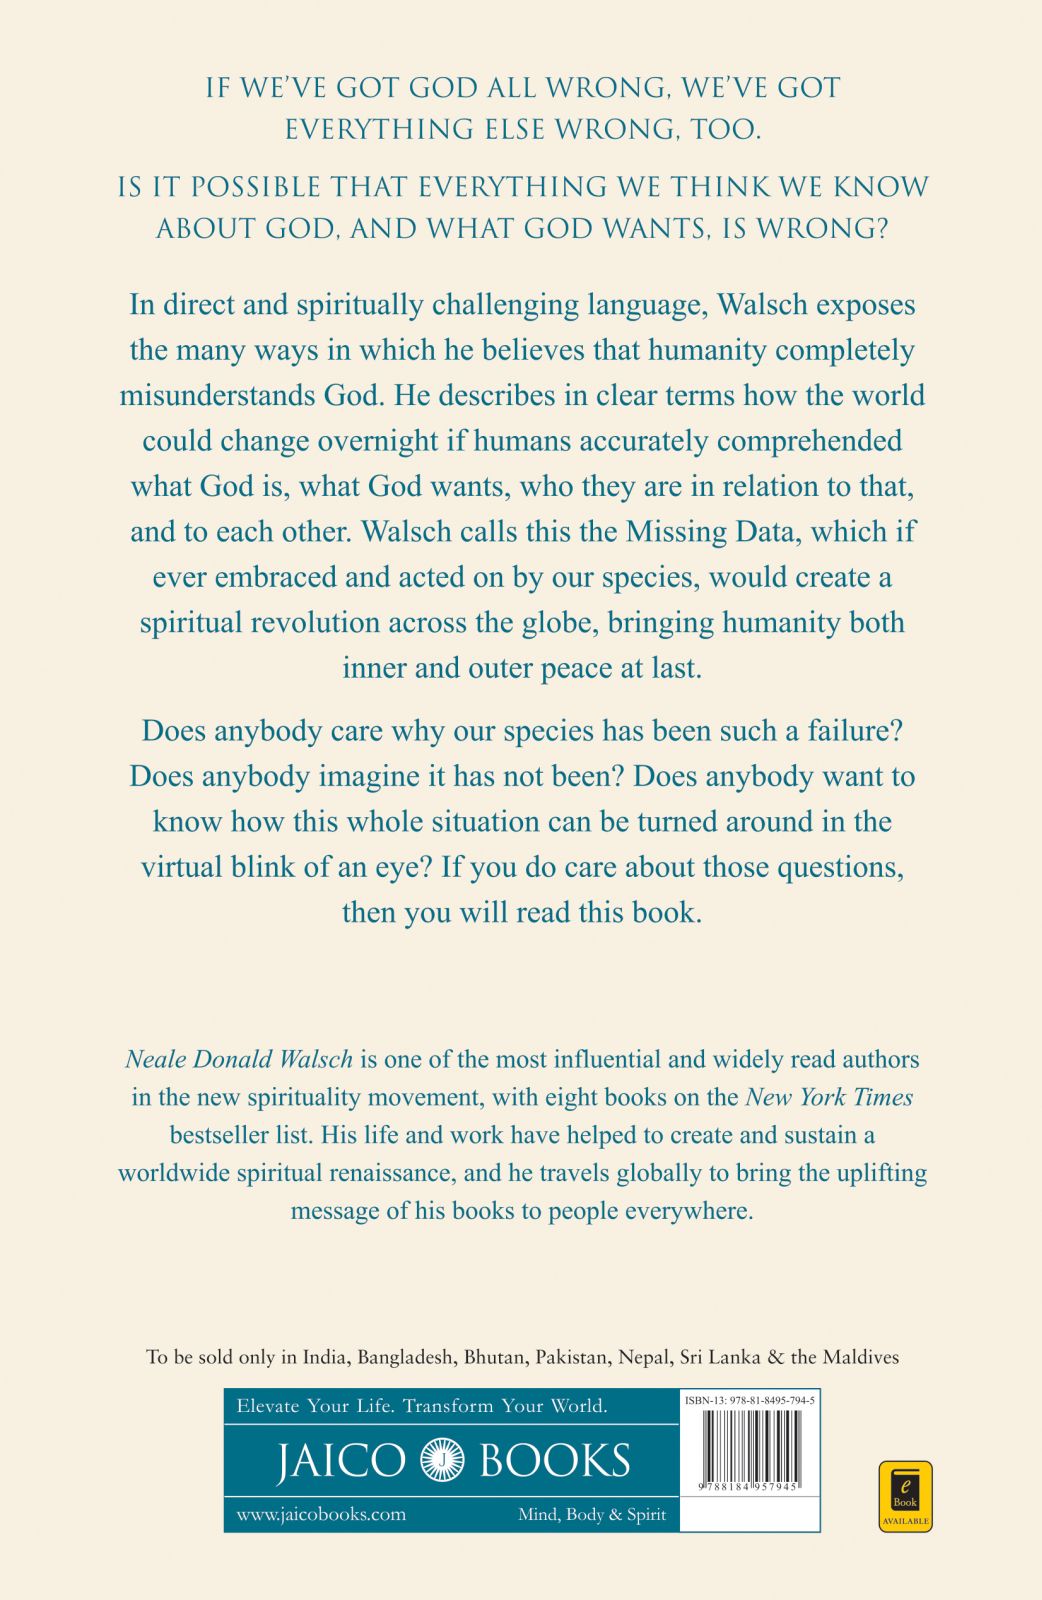 IF WE’VE GOT GOD ALL WRONG, WE’VE GOT
EVERYTHING ELSE WRONG, TOO.
IS IT POSSIBLE THAT EVERYTHING WE THINK WE KNOW
ABOUT GOD, AND WHAT GOD WANTS, IS WRONG?
In direct and spiritually challenging language, Walsch exposes
the many ways in which he believes that humanity completely
misunderstands God. He describes in clear terms how the world
could change overnight if humans accurately comprehended
what God is, what God wants, who they are in relation to that,
and to each other. Walsch calls this the Missing Data, which if
ever embraced and acted on by our species, would create a
spiritual revolution across the globe, bringing humanity both
inner and outer peace at last.
Does anybody care why our species has been such a failure?
Does anybody imagine it has not been? Does anybody want to
know how this whole situation can be turned around in the
virtual blink of an eye? If you do care about those questions,
then you will read this book.
Neale Donald Walsch is one of the most influential and widely read authors
in the new spirituality movement, with eight books on the New York Times
bestseller list. His life and work have helped to create and sustain a
worldwide spiritual renaissance, and he travels globally to bring the uplifting
message of his books to people everywhere.
To be sold only in India, Bangladesh, Bhutan, Pakistan, Nepal, Sri Lanka & the Maldives
Elevate Your Life. Transform Your World.
JAICO J BOOKS
www.jaicobooks.com Mind, Body & Spirit
ISBN-13: 978-81-8495-794-5
9 788184 957945
e
Book
AVAILABLE